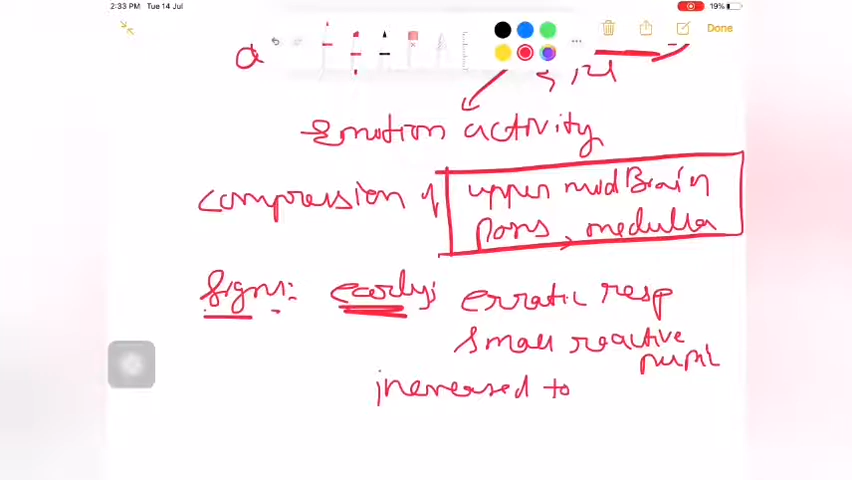 2:33 PM Tue 14 Jul
19%
Done
a
Emotion activity
compression of upper midBrain
pons, medulla
Signs: early: erratic resp
small reactive
pupil
increased to